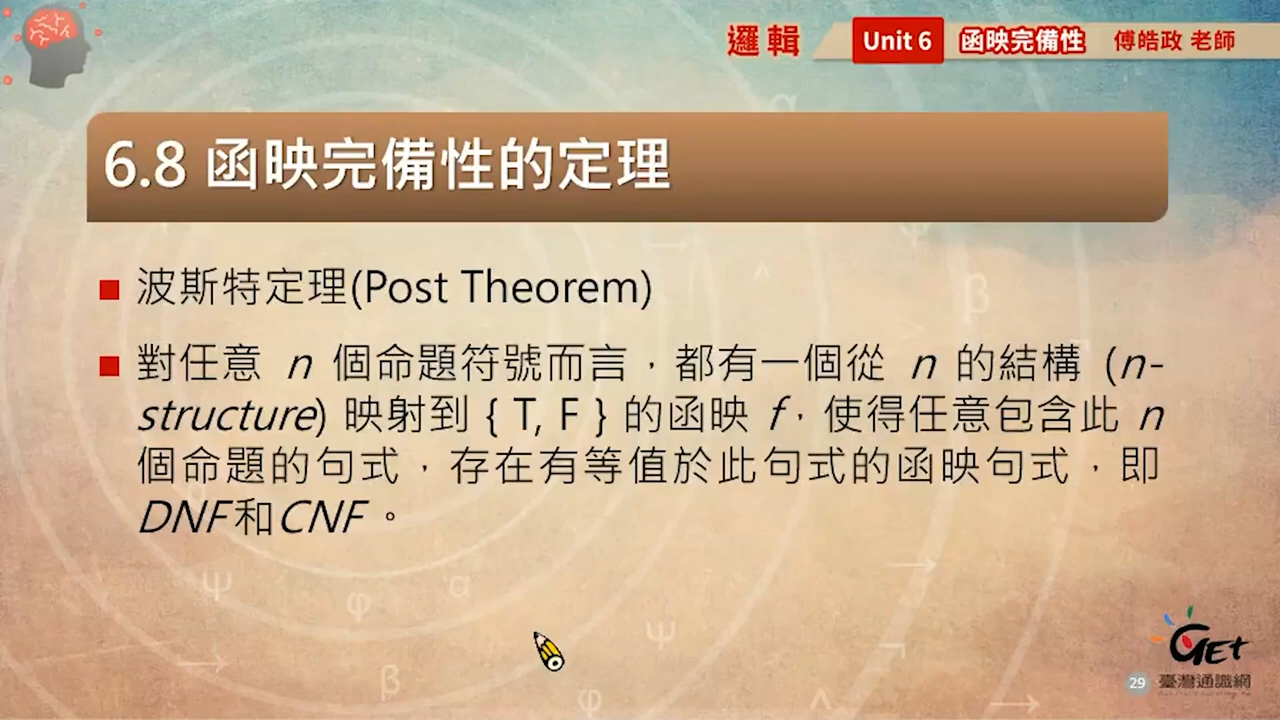 邏輯 Unit 6 函映完備性 傅皓政 老師
6.8 函映完備性的定理
波斯特定理(Post Theorem)
對任意 n 個命題符號而言，都有一個從 n 的結構 (n-
structure) 映射到 { T, F } 的函映 f，使得任意包含此 n
個命題的句式，存在有等值於此句式的函映句式，即
DNF和CNF。
GEt
29 臺灣通識網